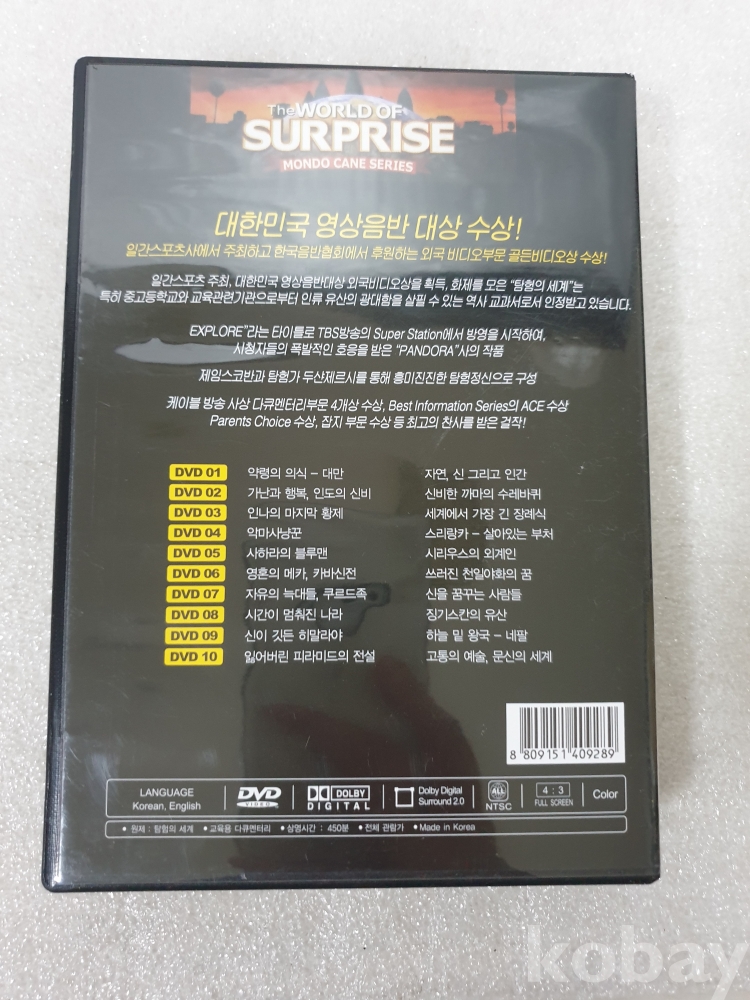 The WORLD OF
SURPRISE
MONDO CANE SERIES
대한민국 영상음반 대상 수상!
일간스포츠사에서 주최하고 한국음반협회에서 후원하는 외국 비디오부문 골든비디오상 수상!
일간스포츠 주최, 대한민국 영상음반대상 외국비디오상을 획득, 화제를 모은 "탐험의 세계"는
특히 중고등학교와 교육관련기관으로부터 인류 유산의 광대함을 살필 수 있는 역사 교과서로서 인정받고 있습니다.
EXPLORE"라는 타이틀로 TBS방송의 Super Station에서 방영을 시작하여,
시청자들의 폭발적인 호응을 받은 "PANDORA"사의 작품
제임스코반과 탐험가 두산제르시를 통해 흥미진진한 탐험정신으로 구성
케이블 방송 사상 다큐멘터리부문 4개상 수상, Best Information Series의 ACE 수상
Parents Choice 수상, 잡지 부문 수상 등 최고의 찬사를 받은 걸작!
DVD 01 악령의 의식 - 대만 자연, 신 그리고 인간
DVD 02 가난과 행복, 인도의 신비 신비한 까마의 수레바퀴
DVD 03 인나의 마지막 황제 세계에서 가장 긴 장례식
DVD 04 악마사냥꾼 스리랑카 - 살아있는 부처
DVD 05 사하라의 블루맨 시리우스의 외계인
DVD 06 영혼의 메카, 카바신전 쓰러진 천일야화의 꿈
DVD 07 자유의 늑대들, 쿠르드족 신을 꿈꾸는 사람들
DVD 08 시간이 멈춰진 나라 징기스칸의 유산
DVD 09 신이 깃든 히말라야 하늘 밑 왕국 - 네팔
DVD 10 잃어버린 피라미드의 전설 고통의 예술, 문신의 세계
8 809151 409289
LANGUAGE
Korean, English
DVD VIDEO
DOLBY DIGITAL
Dolby Digital
Surround 2.0
ALL
NTSC
4 : 3
FULL SCREEN
Color
• 원제 : 탐험의 세계 • 교육용 다큐멘터리 • 상영시간 : 450분 • 전체 관람가 • Made in Korea
kobay